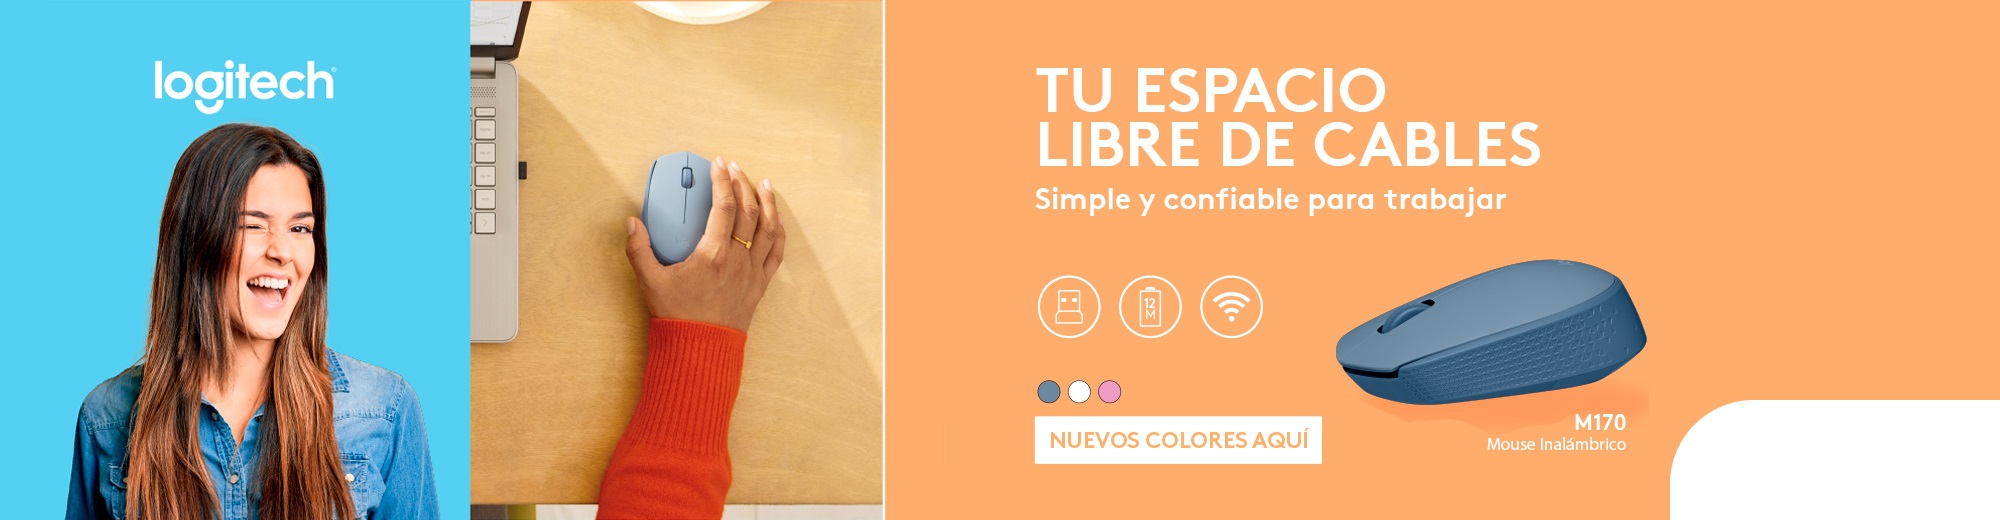 logitech
TU ESPACIO
LIBRE DE CABLES
Simple y confiable para trabajar
12
M
NUEVOS COLORES AQUÍ
M170
Mouse Inalámbrico